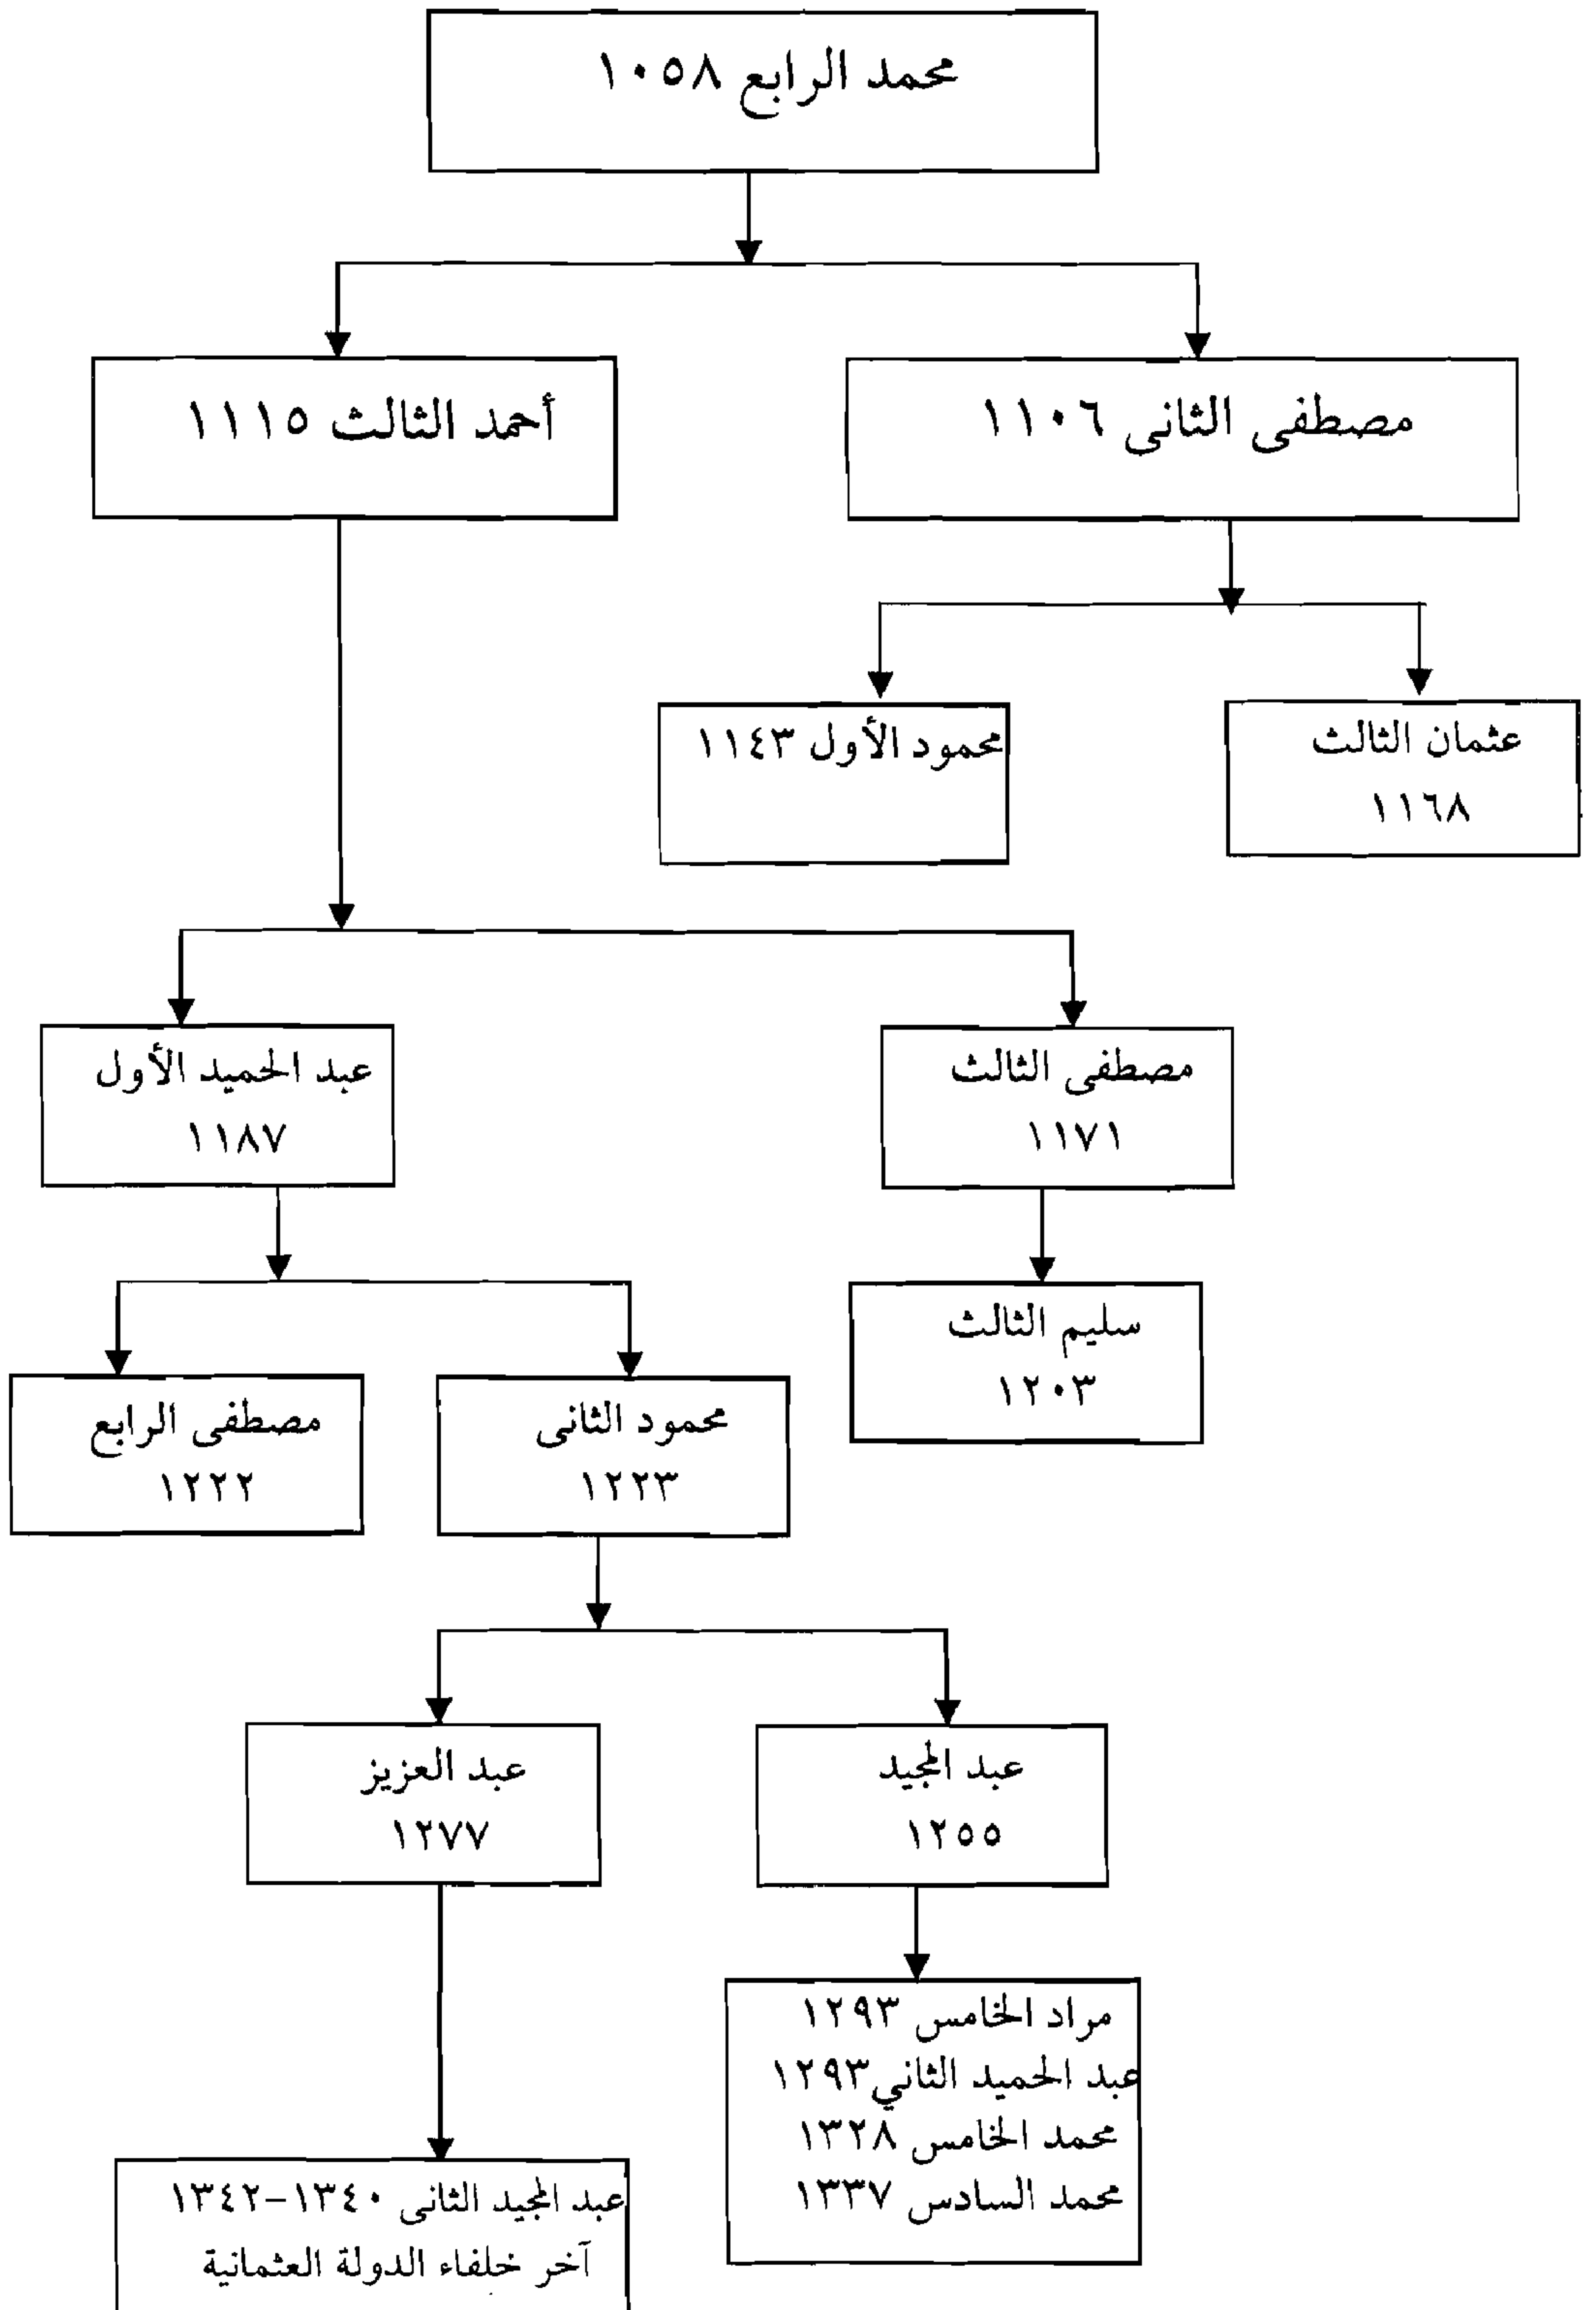 محمد الرابع ١٠٥٨
مصطفى الثانى ١١٠٦
أحمد الثالث ١١١٥
عثمان الثالث
١١٦٨
محمود الأول ١١٤٣
مصطفى الثالث
١١٧١
عبد الحميد الأول
١١٨٧
سليم الثالث
١٢٠٣
محمود الثانى
١٢٢٣
مصطفى الرابع
١٢٢٢
عبد المجيد
١٢٥٥
عبد العزيز
١٢٧٧
مراد الخامس ١٢٩٣
عبد الحميد الثاني١٢٩٣
محمد الخامس ١٣٢٨
محمد السادس ١٣٣٧
عبد المجيد الثانى ١٣٤٠-١٣٤٢
آخر خلفاء الدولة العثمانية